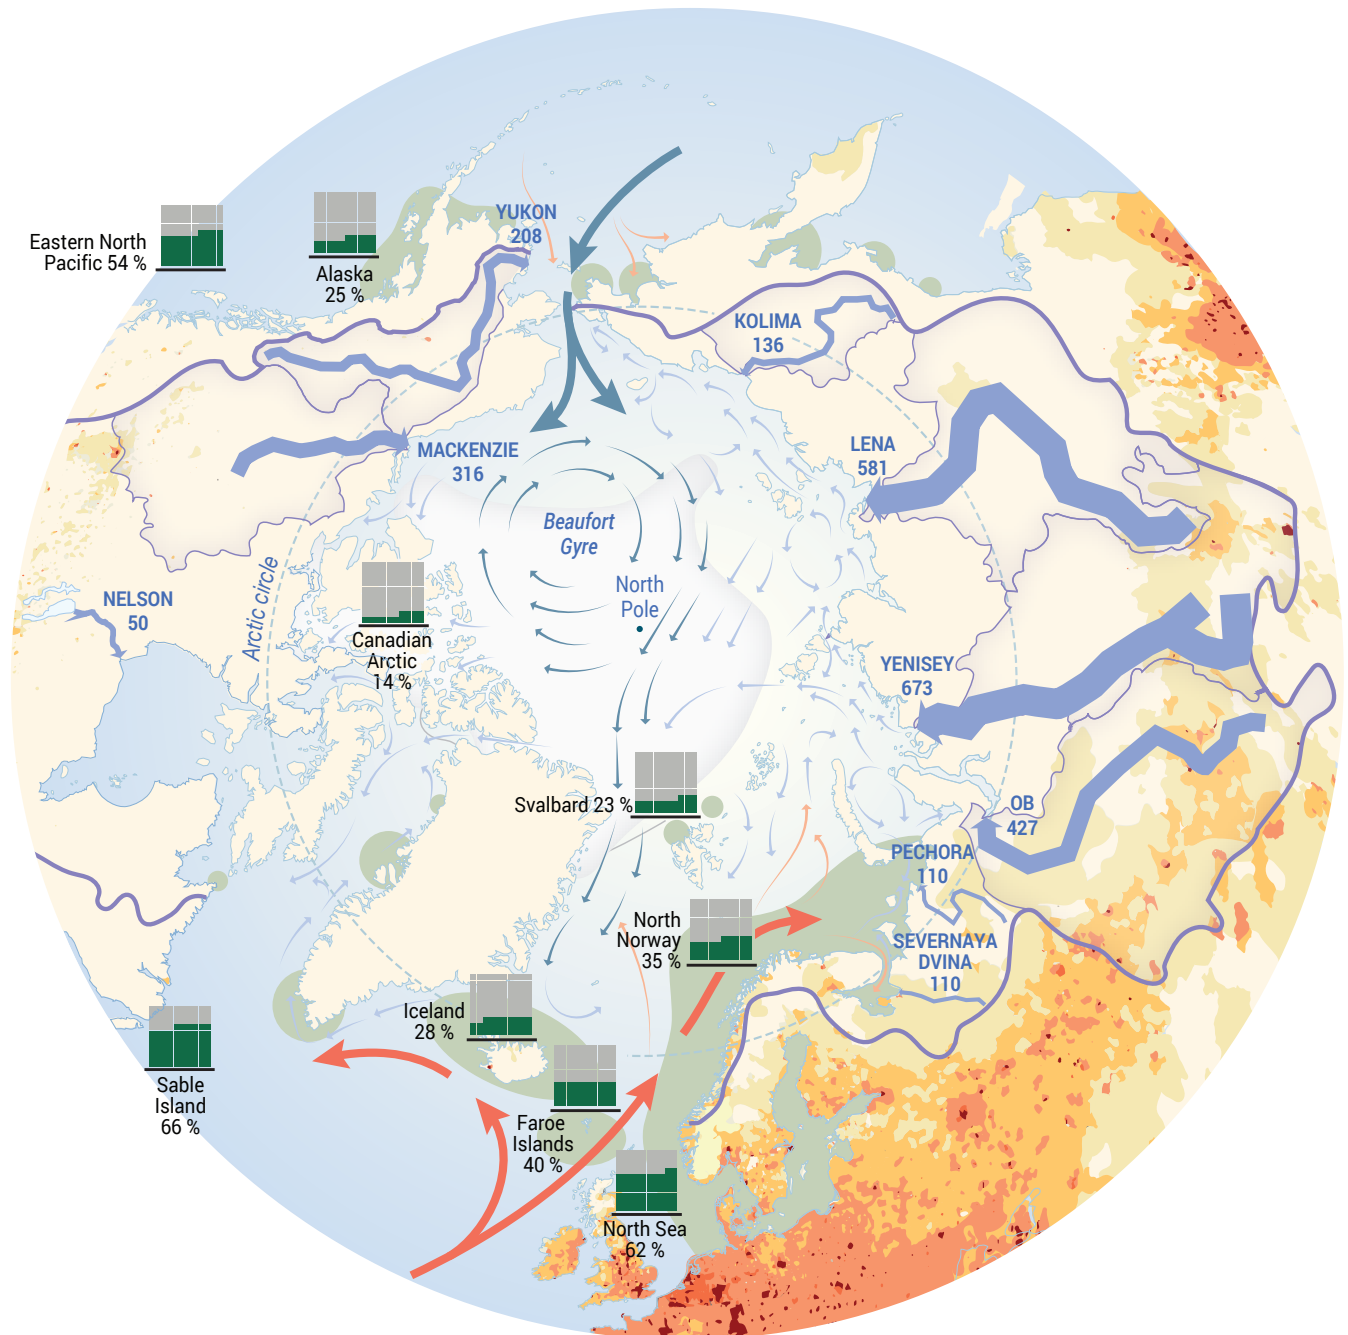 YUKON
208
Eastern North
Pacific 54 %
Alaska
25 %
KOLIMA
136
MACKENZIE
316
LENA
581
Beaufort
Gyre
North
Pole
Arctic circle
NELSON
50
Canadian
Arctic
14 %
YENISEY
673
Svalbard 23 %
OB
427
PECHORA
110
North
Norway
35 %
SEVERNAYA
DVINA
110
Iceland
28 %
Sable
Island
66 %
Faroe
Islands
40 %
North Sea
62 %